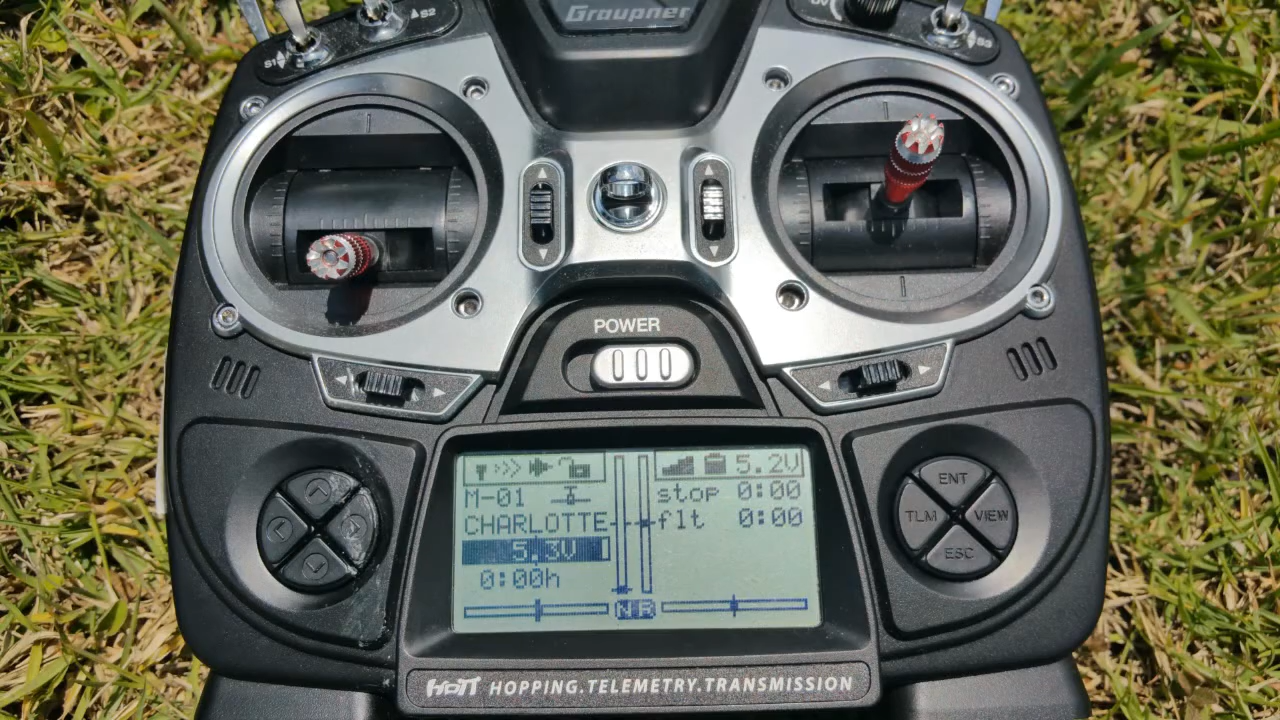 Graupner
S1
S2
S3
POWER
5.2V
M-01
stop 0:00
CHARLOTTE
flt 0:00
5.3V
0:00h
N R
ENT
TLM
VIEW
ESC
HoTT HOPPING.TELEMETRY.TRANSMISSION